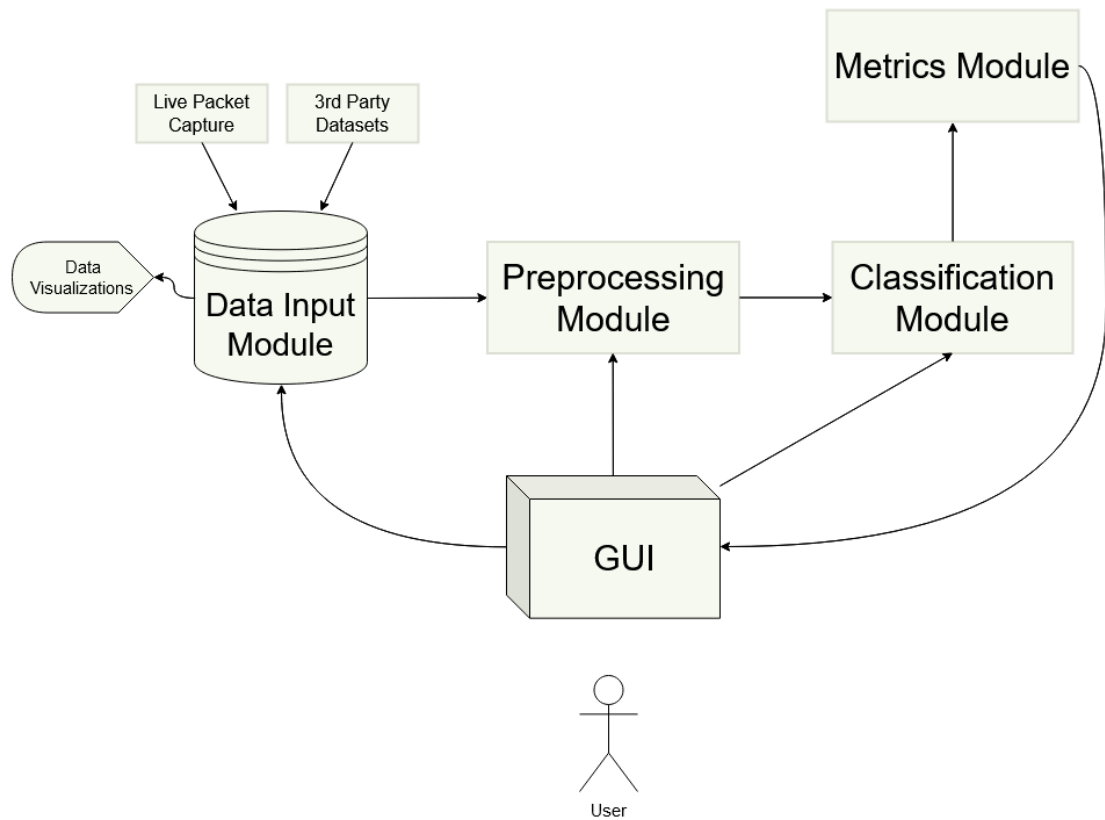 Metrics Module
Live Packet
Capture
3rd Party
Datasets
Data
Visualizations
Data Input
Module
Preprocessing
Module
Classification
Module
GUI
User